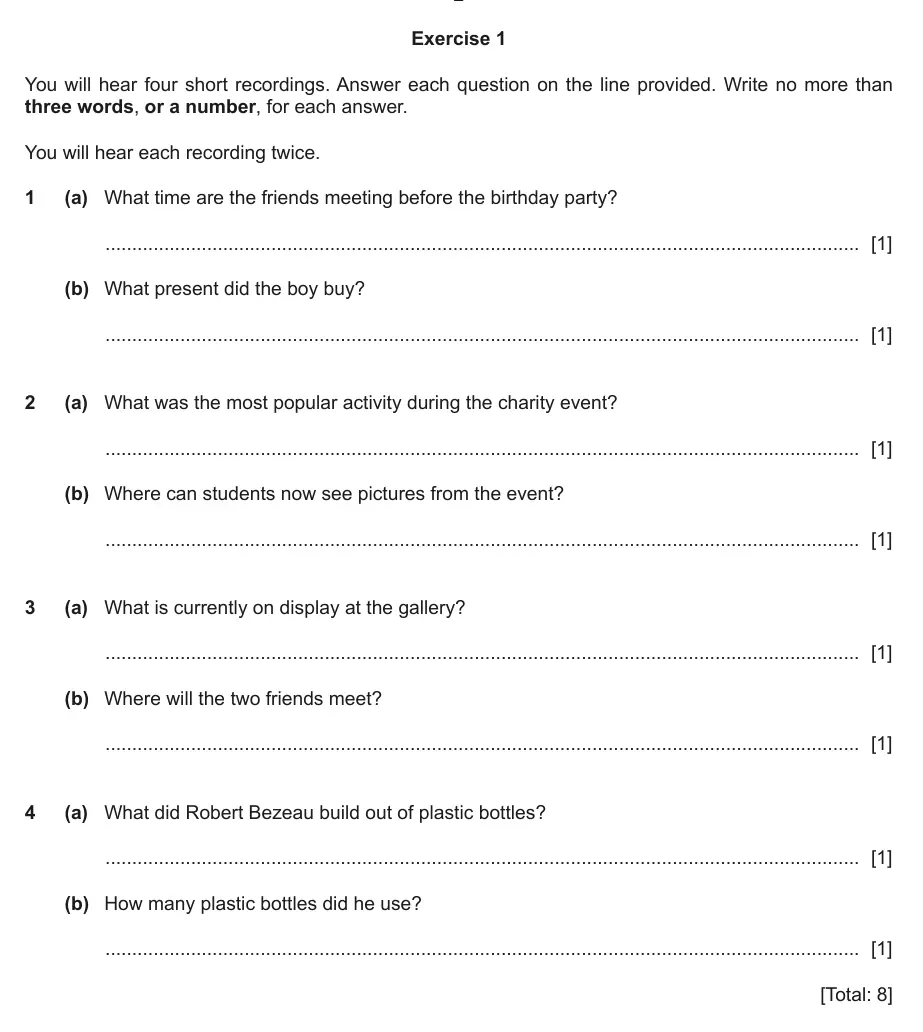 Exercise 1
You will hear four short recordings. Answer each question on the line provided. Write no more than
three words, or a number, for each answer.
You will hear each recording twice.
1 (a) What time are the friends meeting before the birthday party?
.............................................................................................................................................. [1]
(b) What present did the boy buy?
.............................................................................................................................................. [1]
2 (a) What was the most popular activity during the charity event?
.............................................................................................................................................. [1]
(b) Where can students now see pictures from the event?
.............................................................................................................................................. [1]
3 (a) What is currently on display at the gallery?
.............................................................................................................................................. [1]
(b) Where will the two friends meet?
.............................................................................................................................................. [1]
4 (a) What did Robert Bezeau build out of plastic bottles?
.............................................................................................................................................. [1]
(b) How many plastic bottles did he use?
.............................................................................................................................................. [1]
[Total: 8]